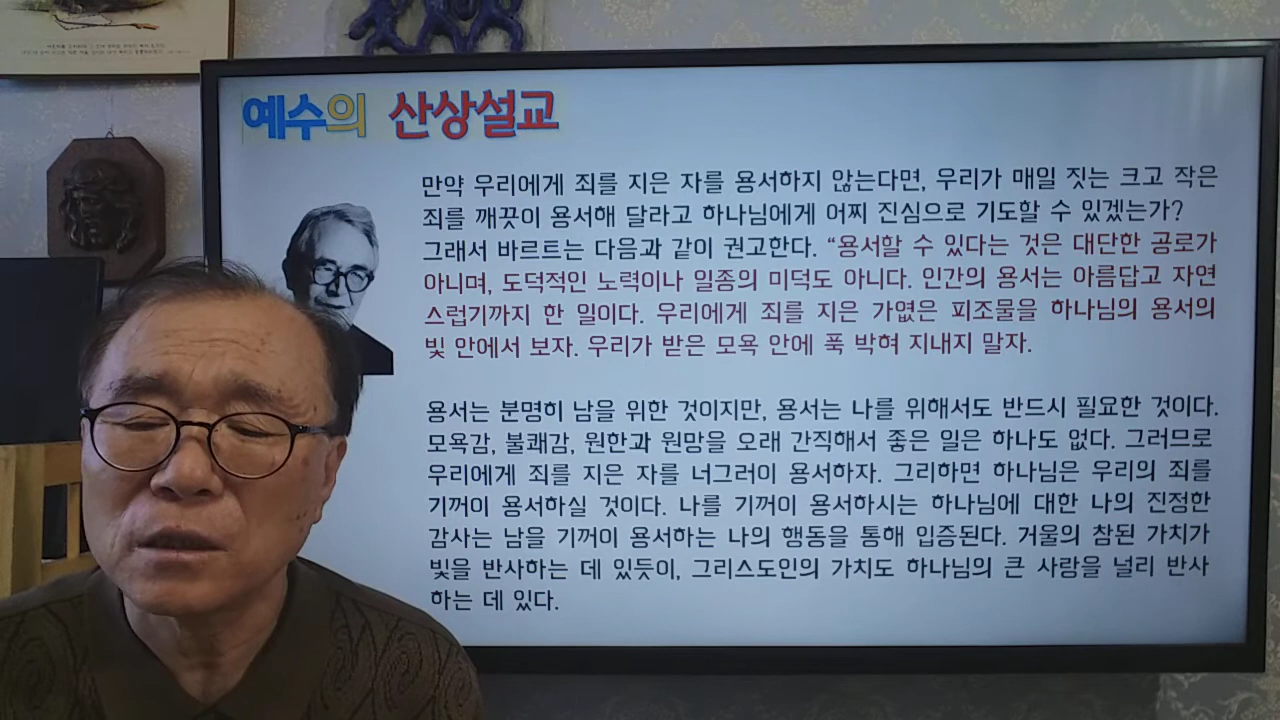 예수의 산상설교
만약 우리에게 죄를 지은 자를 용서하지 않는다면, 우리가 매일 짓는 크고 작은
죄를 깨끗이 용서해 달라고 하나님에게 어찌 진심으로 기도할 수 있겠는가?
그래서 바르트는 다음과 같이 권고한다. “용서할 수 있다는 것은 대단한 공로가
아니며, 도덕적인 노력이나 일종의 미덕도 아니다. 인간의 용서는 아름답고 자연
스럽기까지 한 일이다. 우리에게 죄를 지은 가엾은 피조물을 하나님의 용서의
빛 안에서 보자. 우리가 받은 모욕 안에 푹 박혀 지내지 말자.
용서는 분명히 남을 위한 것이지만, 용서는 나를 위해서도 반드시 필요한 것이다.
모욕감, 불쾌감, 원한과 원망을 오래 간직해서 좋은 일은 하나도 없다. 그러므로
우리에게 죄를 지은 자를 너그러이 용서하자. 그리하면 하나님은 우리의 죄를
기꺼이 용서하실 것이다. 나를 기꺼이 용서하시는 하나님에 대한 나의 진정한
감사는 남을 기꺼이 용서하는 나의 행동을 통해 입증된다. 거울의 참된 가치가
빛을 반사하는 데 있듯이, 그리스도인의 가치도 하나님의 큰 사랑을 널리 반사
하는 데 있다.